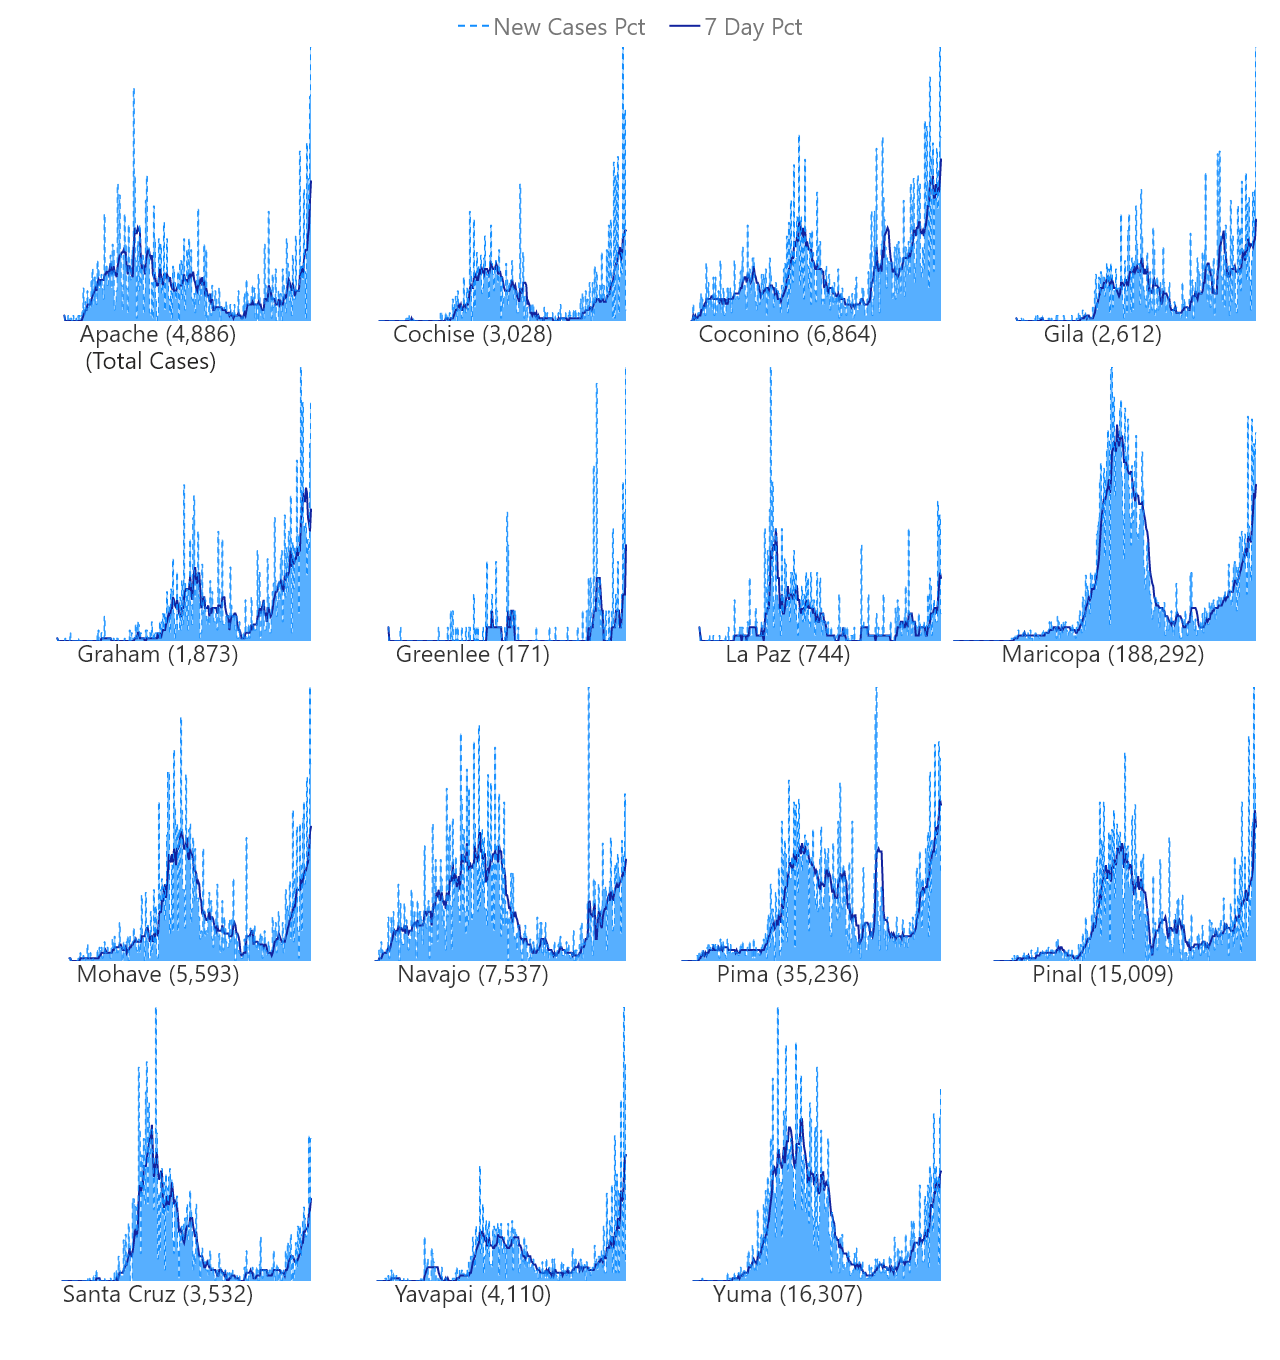 New Cases Pct 7 Day Pct
Apache (4,886) Cochise (3,028) Coconino (6,864) Gila (2,612)
(Total Cases)
Graham (1,873) Greenlee (171) La Paz (744) Maricopa (188,292)
Mohave (5,593) Navajo (7,537) Pima (35,236) Pinal (15,009)
Santa Cruz (3,532) Yavapai (4,110) Yuma (16,307)